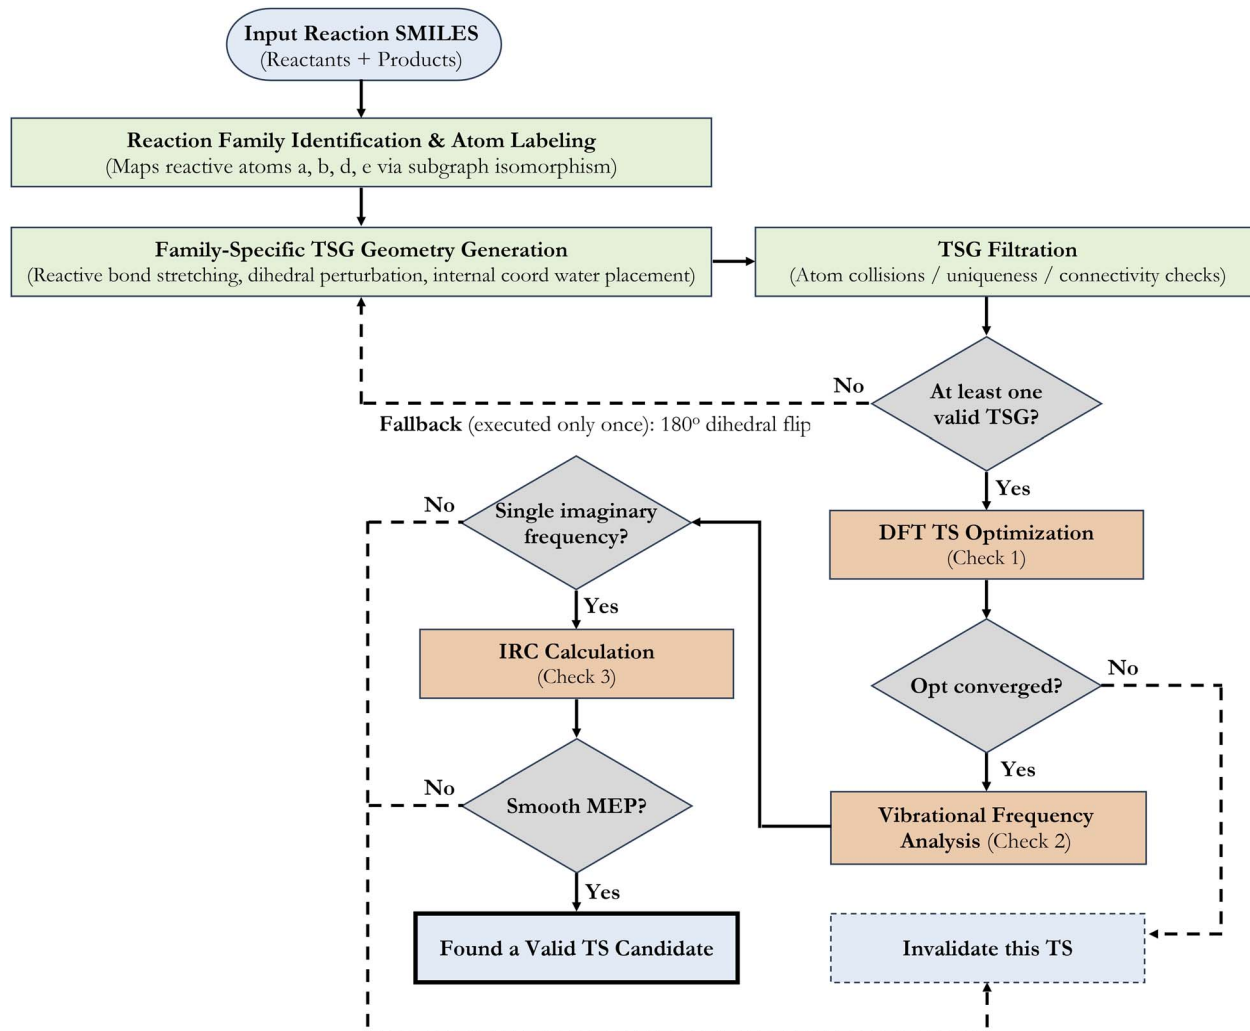 Input Reaction SMILES
(Reactants + Products)
Reaction Family Identification & Atom Labeling
(Maps reactive atoms a, b, d, e via subgraph isomorphism)
Family-Specific TSG Geometry Generation
(Reactive bond stretching, dihedral perturbation, internal coord water placement)
TSG Filtration
(Atom collisions / uniqueness / connectivity checks)
At least one
valid TSG?
No
Fallback (executed only once): 180º dihedral flip
Yes
DFT TS Optimization
(Check 1)
Opt converged?
No
Yes
Vibrational Frequency
Analysis (Check 2)
Single imaginary
frequency?
No
Yes
IRC Calculation
(Check 3)
Smooth MEP?
No
Yes
Found a Valid TS Candidate
Invalidate this TS